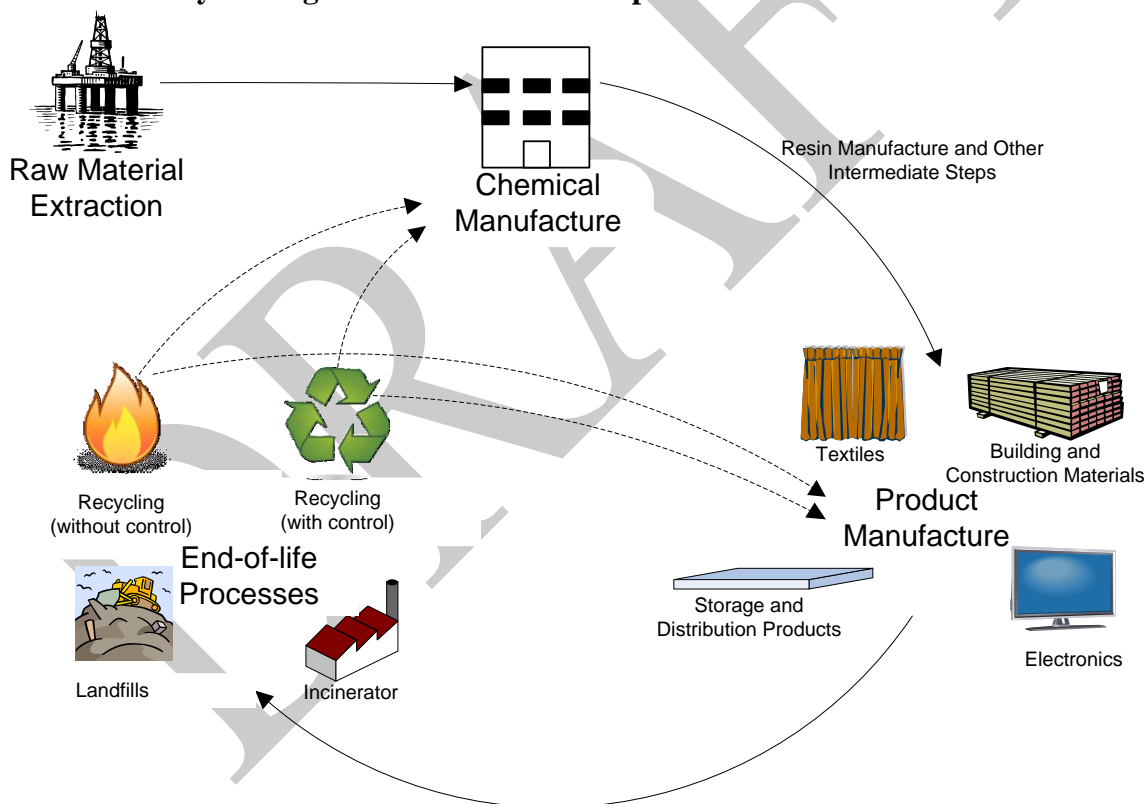 Raw Material
Extraction
Chemical
Manufacture
Resin Manufacture and Other
Intermediate Steps
Textiles
Building and
Construction Materials
Product
Manufacture
Recycling
(without control)
Recycling
(with control)
End-of-life
Processes
Storage and
Distribution Products
Electronics
Landfills
Incinerator
DRAFT